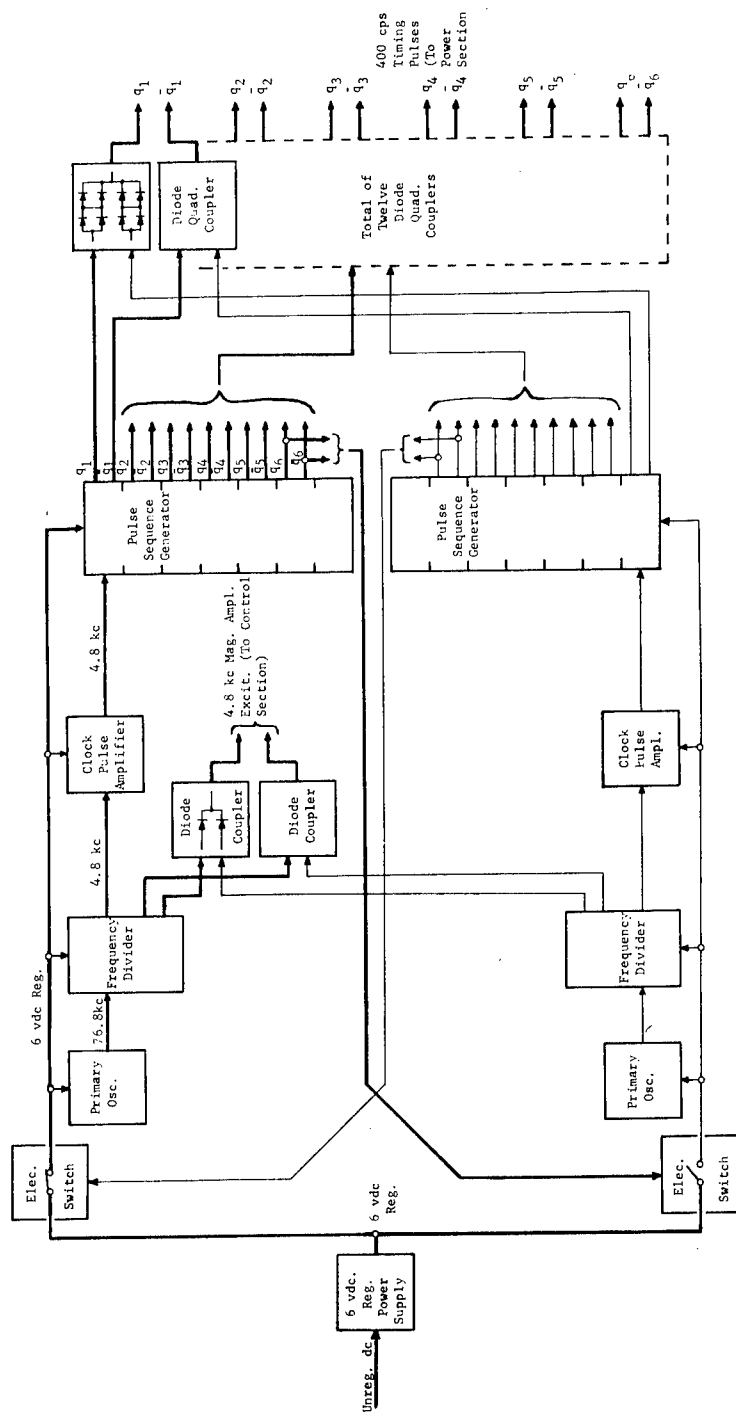 Unreg. dc
6 vdc.
Reg.
Power
Supply
6 vdc
Reg.
Elec.
Switch
6 vdc Reg.
Primary
Osc.
76.8kc
Frequency
Divider
4.8 kc
Clock
Pulse
Amplifier
4.8 kc
Pulse
Sequence
Generator
q1
q̄1
q2
q̄2
q3
q̄3
q4
q̄4
q5
q̄5
q6
q̄6
Diode
Coupler
Diode
Coupler
4.8 kc Mag. Ampl.
Excit. (To Control
Section)
Diode
Quad.
Coupler
Total of
Twelve
Diode
Quad.
Couplers
q1
q̄1
q2
q̄2
q3
q̄3
q4
q̄4
q5
q̄5
q̄6
400 cps
Timing
Pulses
(To
Power
Section
Elec.
Switch
Primary
Osc.
Frequency
Divider
Clock
Pulse
Ampl.
Pulse
Sequence
Generator